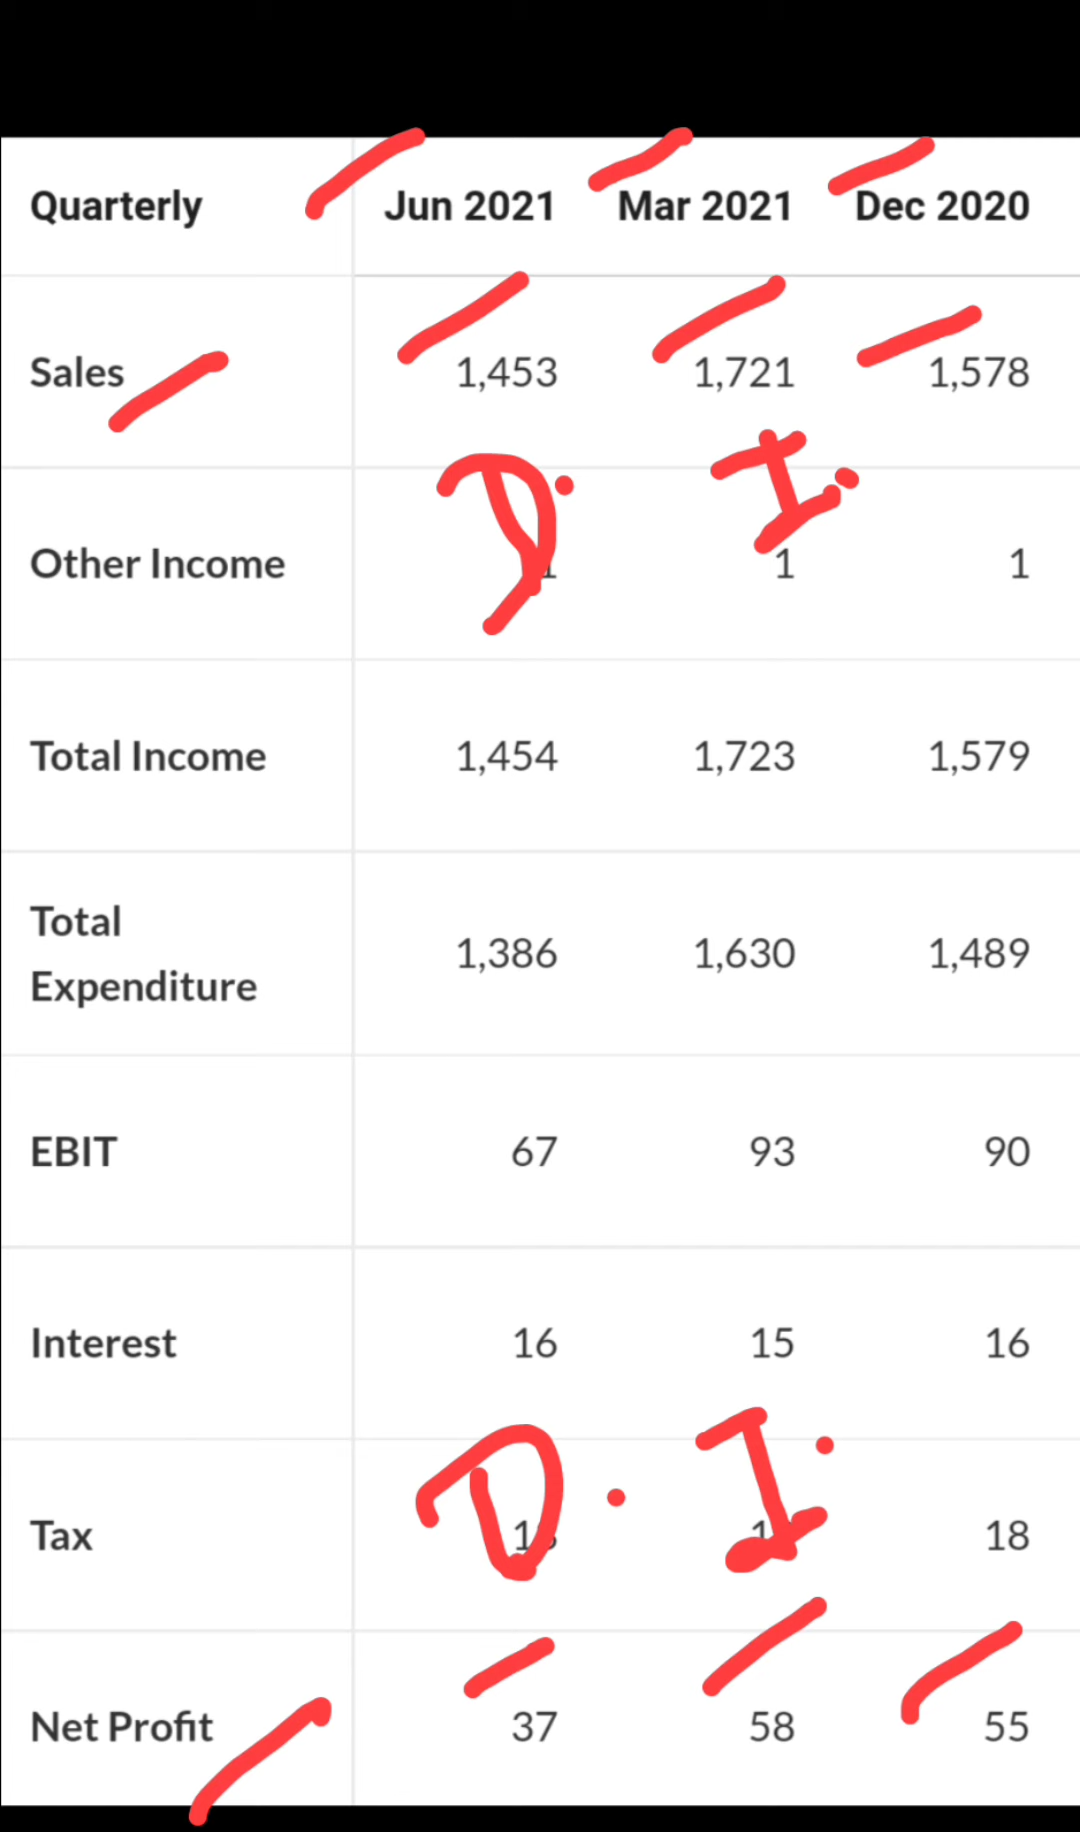 Quarterly Jun 2021 Mar 2021 Dec 2020
Sales 1,453 1,721 1,578
D. I.
Other Income 1 1 1
Total Income 1,454 1,723 1,579
Total
Expenditure 1,386 1,630 1,489
EBIT 67 93 90
Interest 16 15 16
D. I.
Tax 18
Net Profit 37 58 55